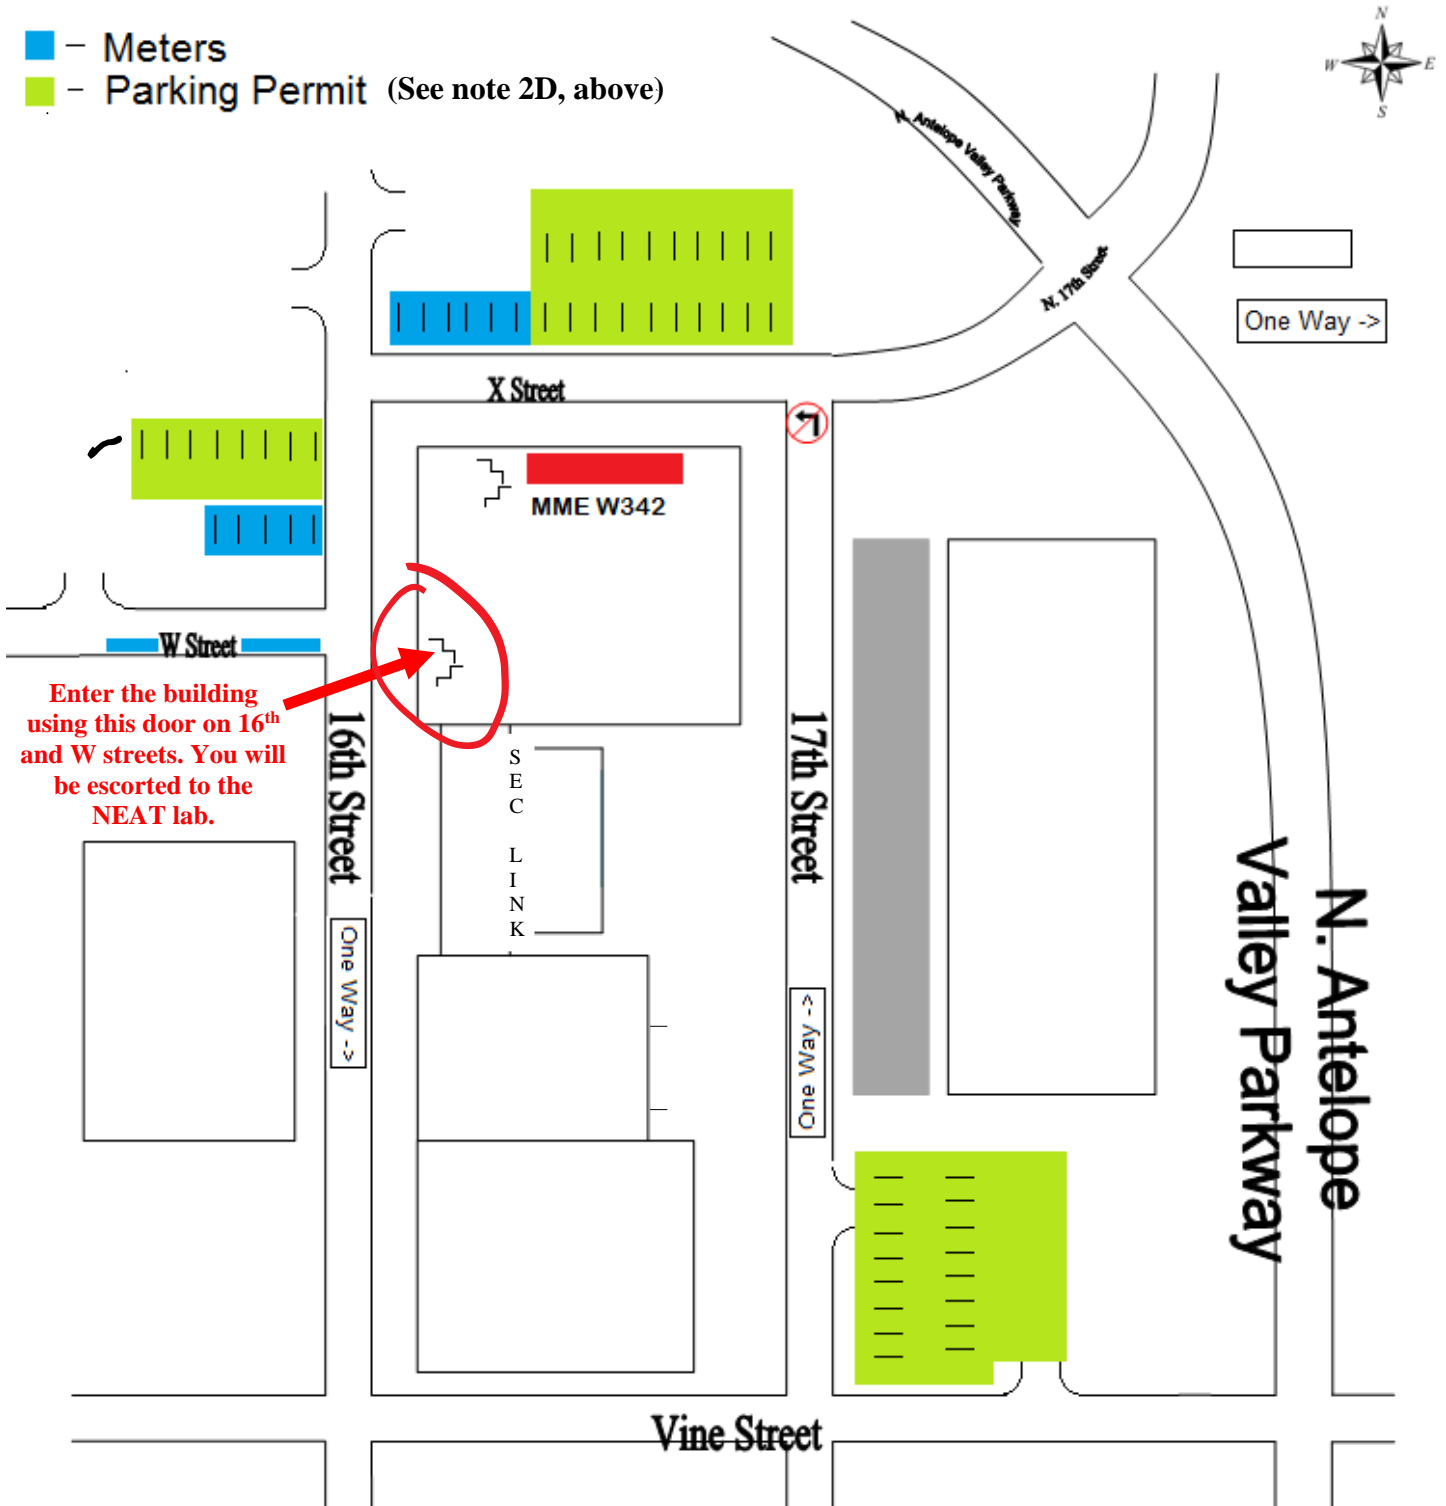 – Meters
– Parking Permit (See note 2D, above)
N
W E
S
N. Antelope Valley Parkway
N. 17th Street
One Way ->
X Street
MME W342
W Street
Enter the building
using this door on 16th
and W streets. You will
be escorted to the
NEAT lab.
16th Street
17th Street
S
E
C
L
I
N
K
One Way ->
One Way ->
N. Antelope
Valley Parkway
Vine Street